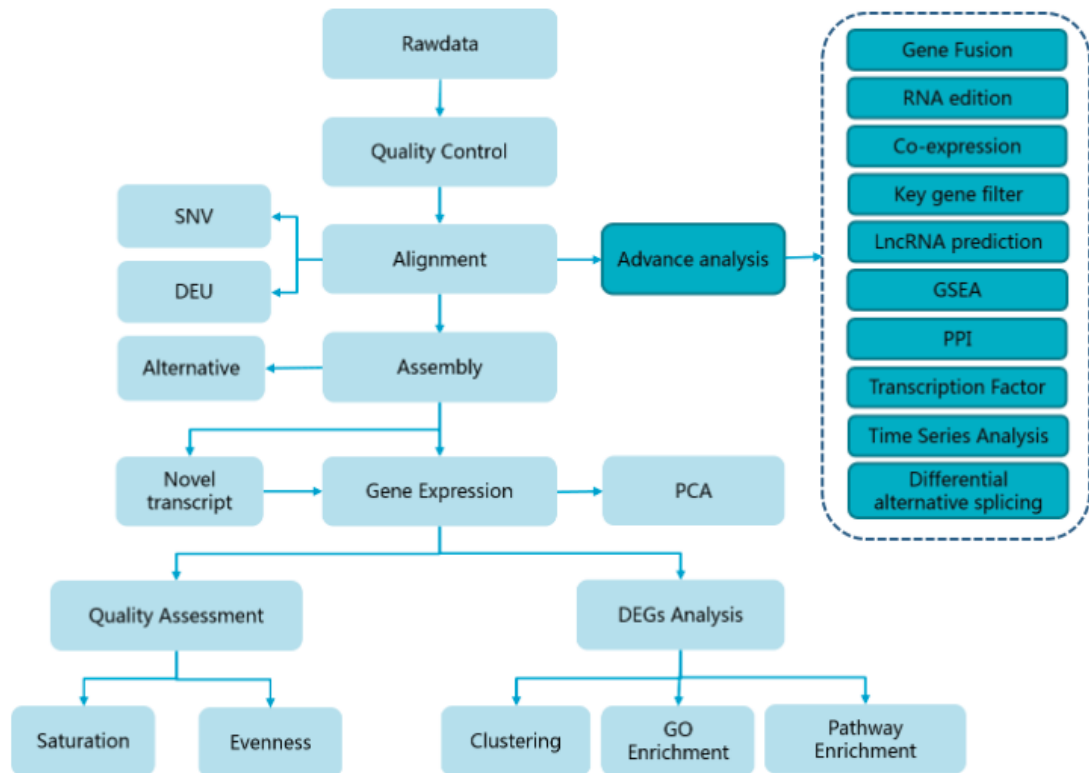 Rawdata
Quality Control
SNV
DEU
Alignment
Advance analysis
Alternative
Assembly
Novel
transcript
Gene Expression
PCA
Quality Assessment
DEGs Analysis
Saturation
Evenness
Clustering
GO
Enrichment
Pathway
Enrichment
Gene Fusion
RNA edition
Co-expression
Key gene filter
LncRNA prediction
GSEA
PPI
Transcription Factor
Time Series Analysis
Differential
alternative splicing